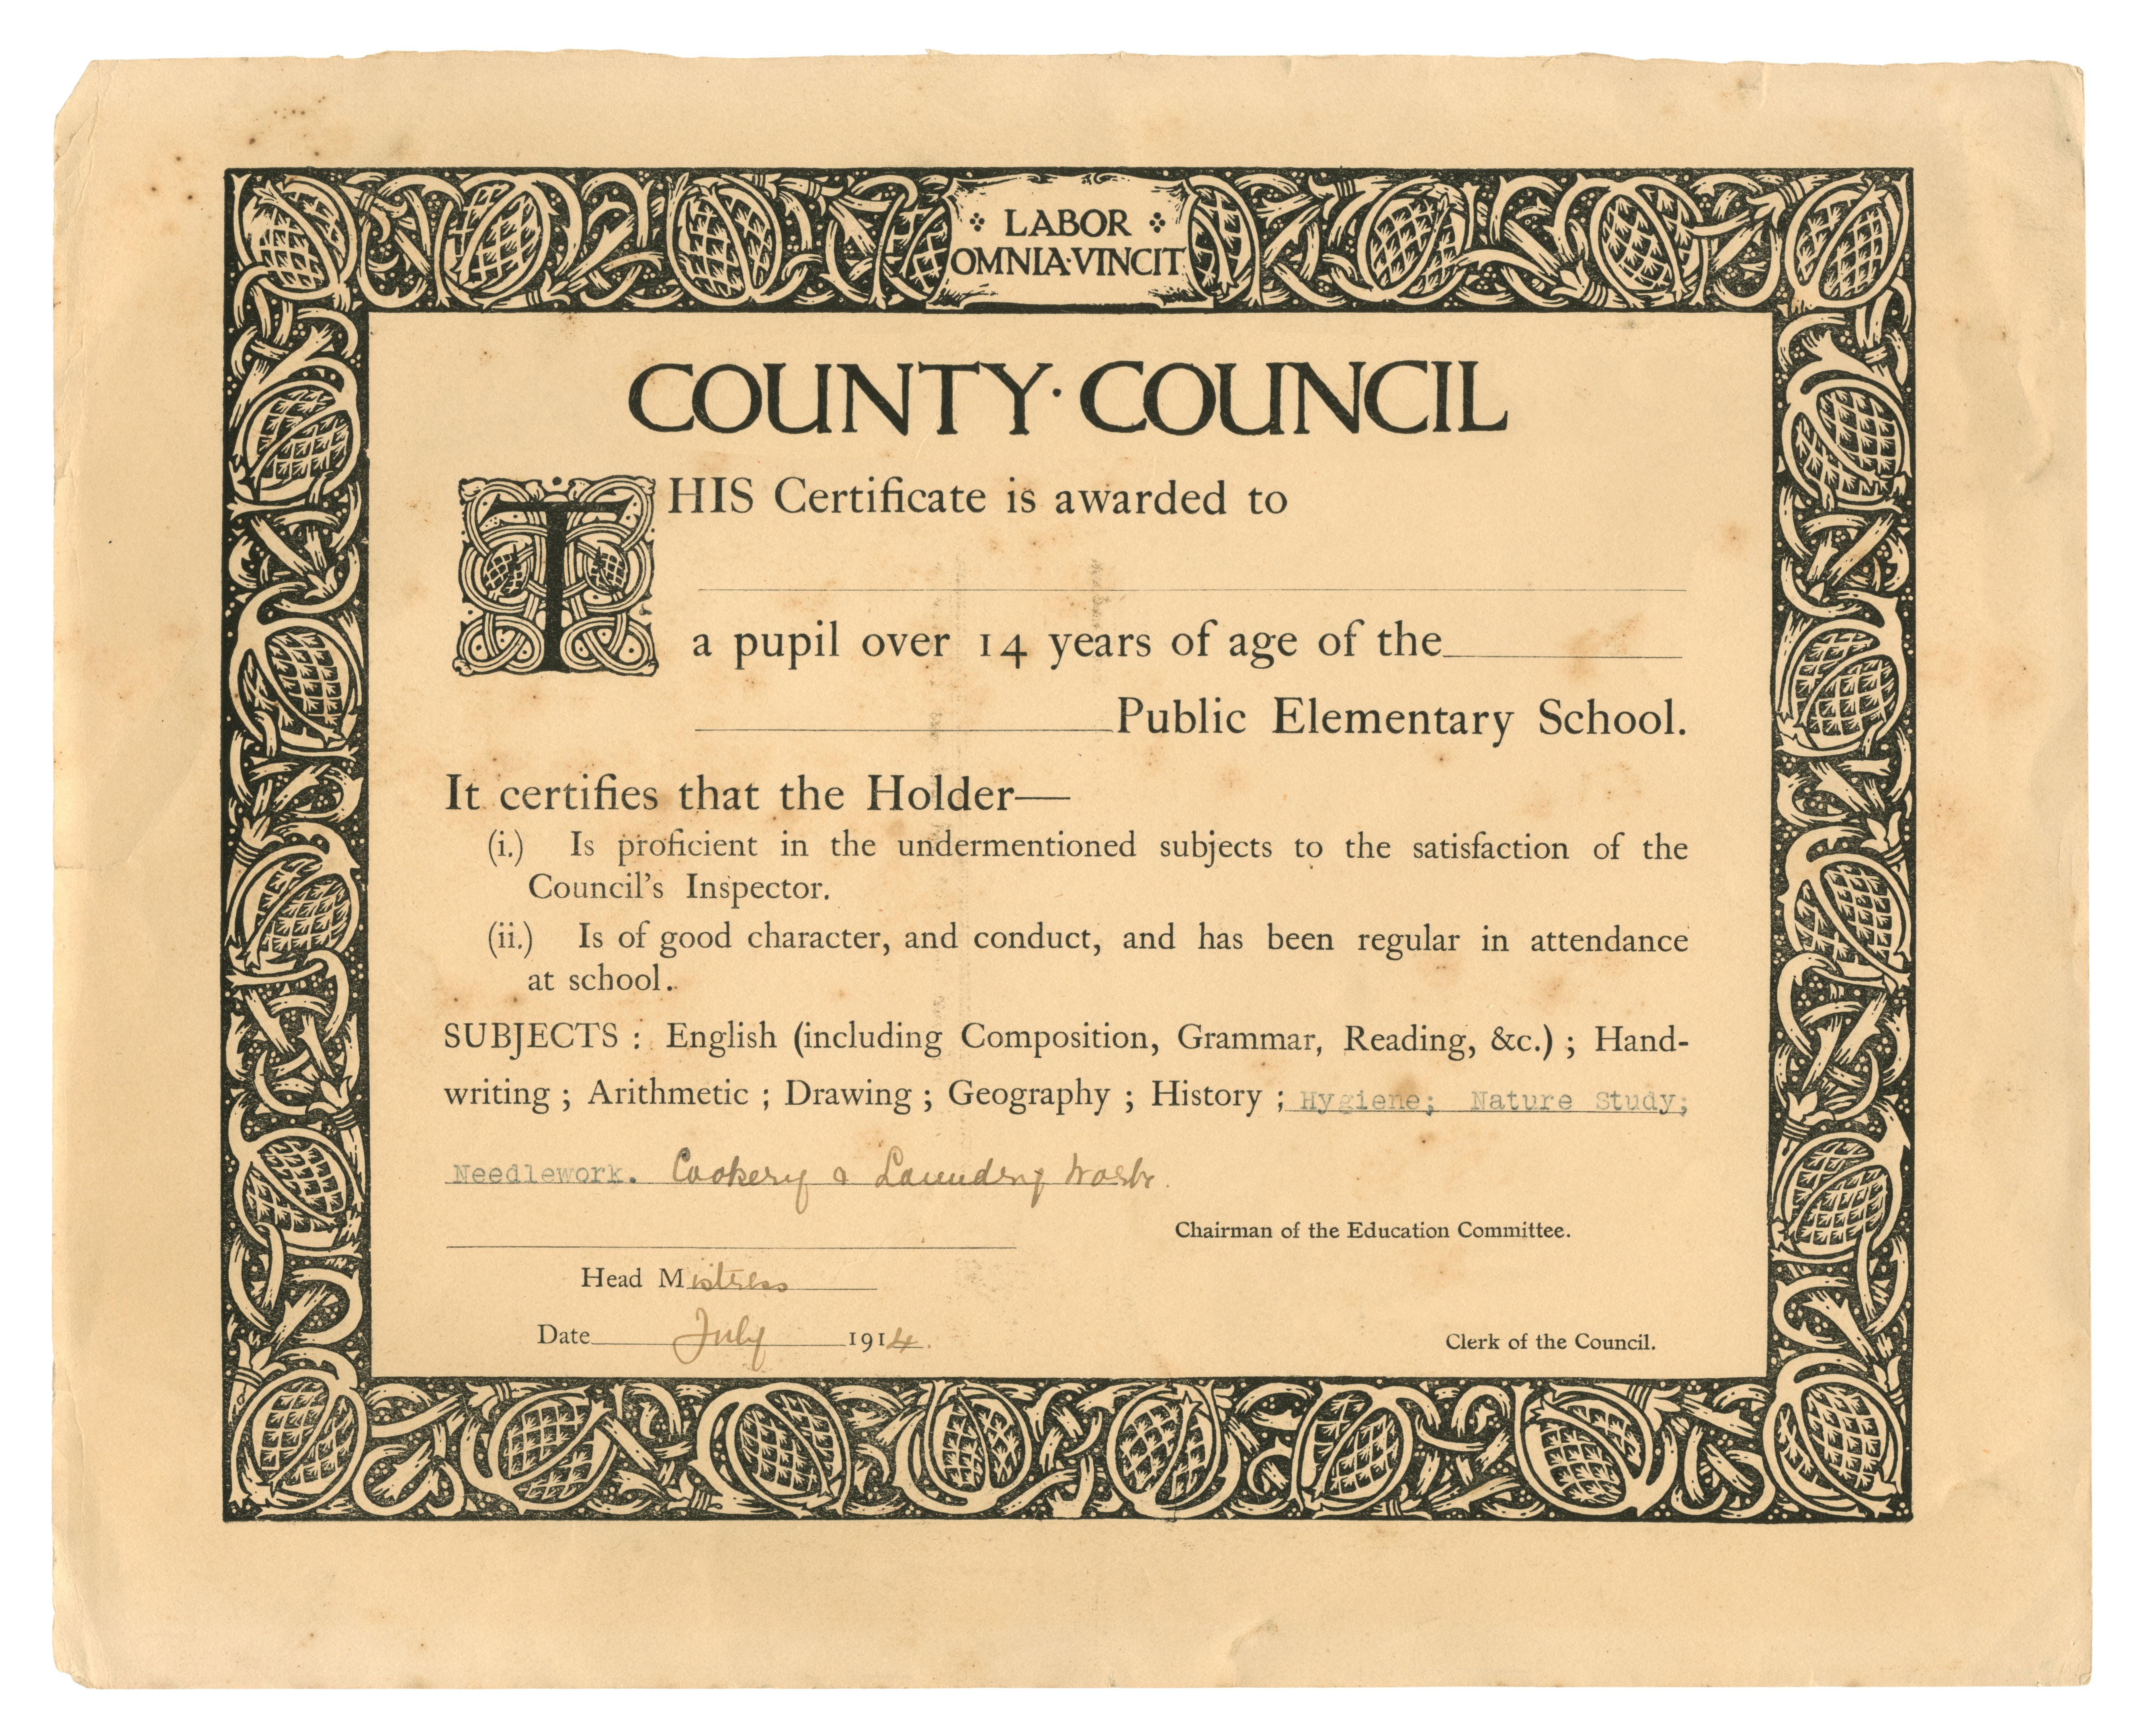 LABOR
OMNIA·VINCIT
COUNTY·COUNCIL
THIS Certificate is awarded to
a pupil over 14 years of age of the
Public Elementary School.
It certifies that the Holder—
(i.) Is proficient in the undermentioned subjects to the satisfaction of the
Council's Inspector.
(ii.) Is of good character, and conduct, and has been regular in attendance
at school.
SUBJECTS : English (including Composition, Grammar, Reading, &c.) ; Hand-
writing ; Arithmetic ; Drawing ; Geography ; History ; Hygiene; Nature Study;
Needlework. Cookery & Laundry Work.
Chairman of the Education Committee.
Head Mistress
Date July 1914.
Clerk of the Council.